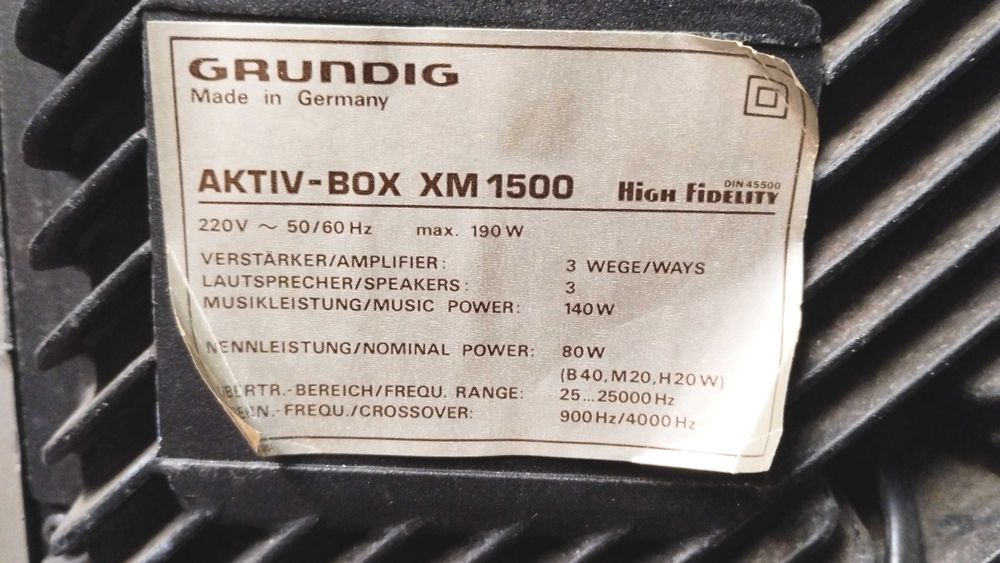 GRUNDIG
Made in Germany
AKTIV-BOX XM 1500 HIGH FIDELITY DIN 45500
220V ~ 50/60 Hz max. 190 W
VERSTÄRKER/AMPLIFIER: 3 WEGE/WAYS
LAUTSPRECHER/SPEAKERS: 3
MUSIKLEISTUNG/MUSIC POWER: 140 W
NENNLEISTUNG/NOMINAL POWER: 80 W
(B 40, M 20, H 20 W)
BERTR.-BEREICH/FREQU. RANGE: 25...25000 Hz
NN.-FREQU./CROSSOVER: 900 Hz/4000 Hz